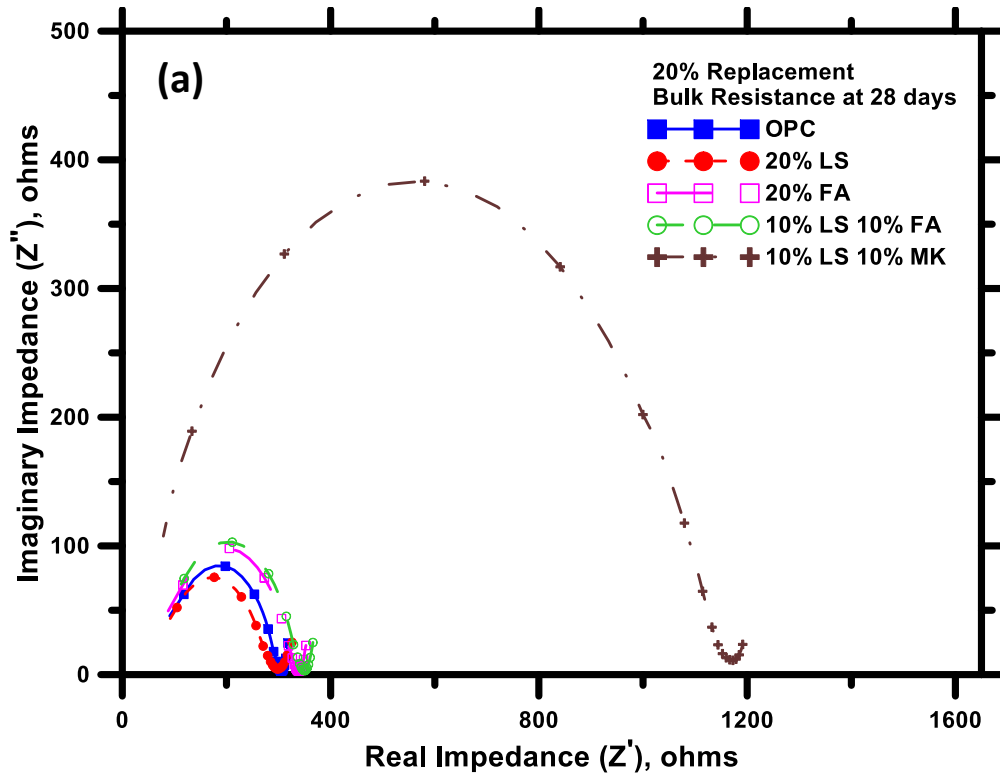 500
400
300
200
100
0
Imaginary Impedance (Z"), ohms
(a)
20% Replacement
Bulk Resistance at 28 days
OPC
20% LS
20% FA
10% LS 10% FA
10% LS 10% MK
0 400 800 1200 1600
Real Impedance (Z'), ohms